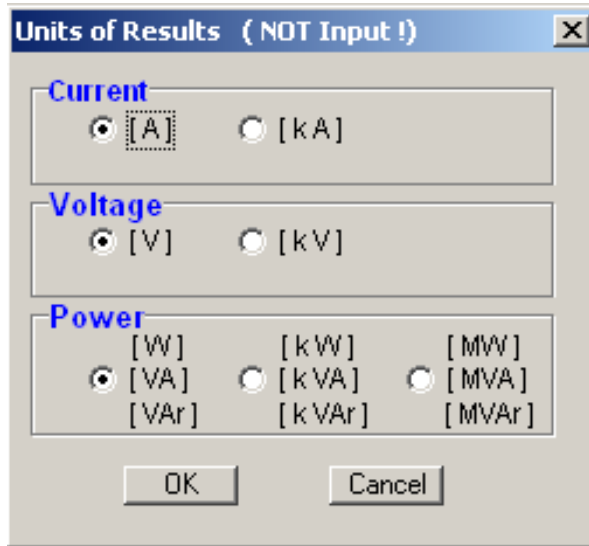 Units of Results ( NOT Input !)
Current
[A] [kA]
Voltage
[V] [kV]
Power
[W] [kW] [MW]
[VA] [kVA] [MVA]
[VAr] [kVAr] [MVAr]
OK Cancel